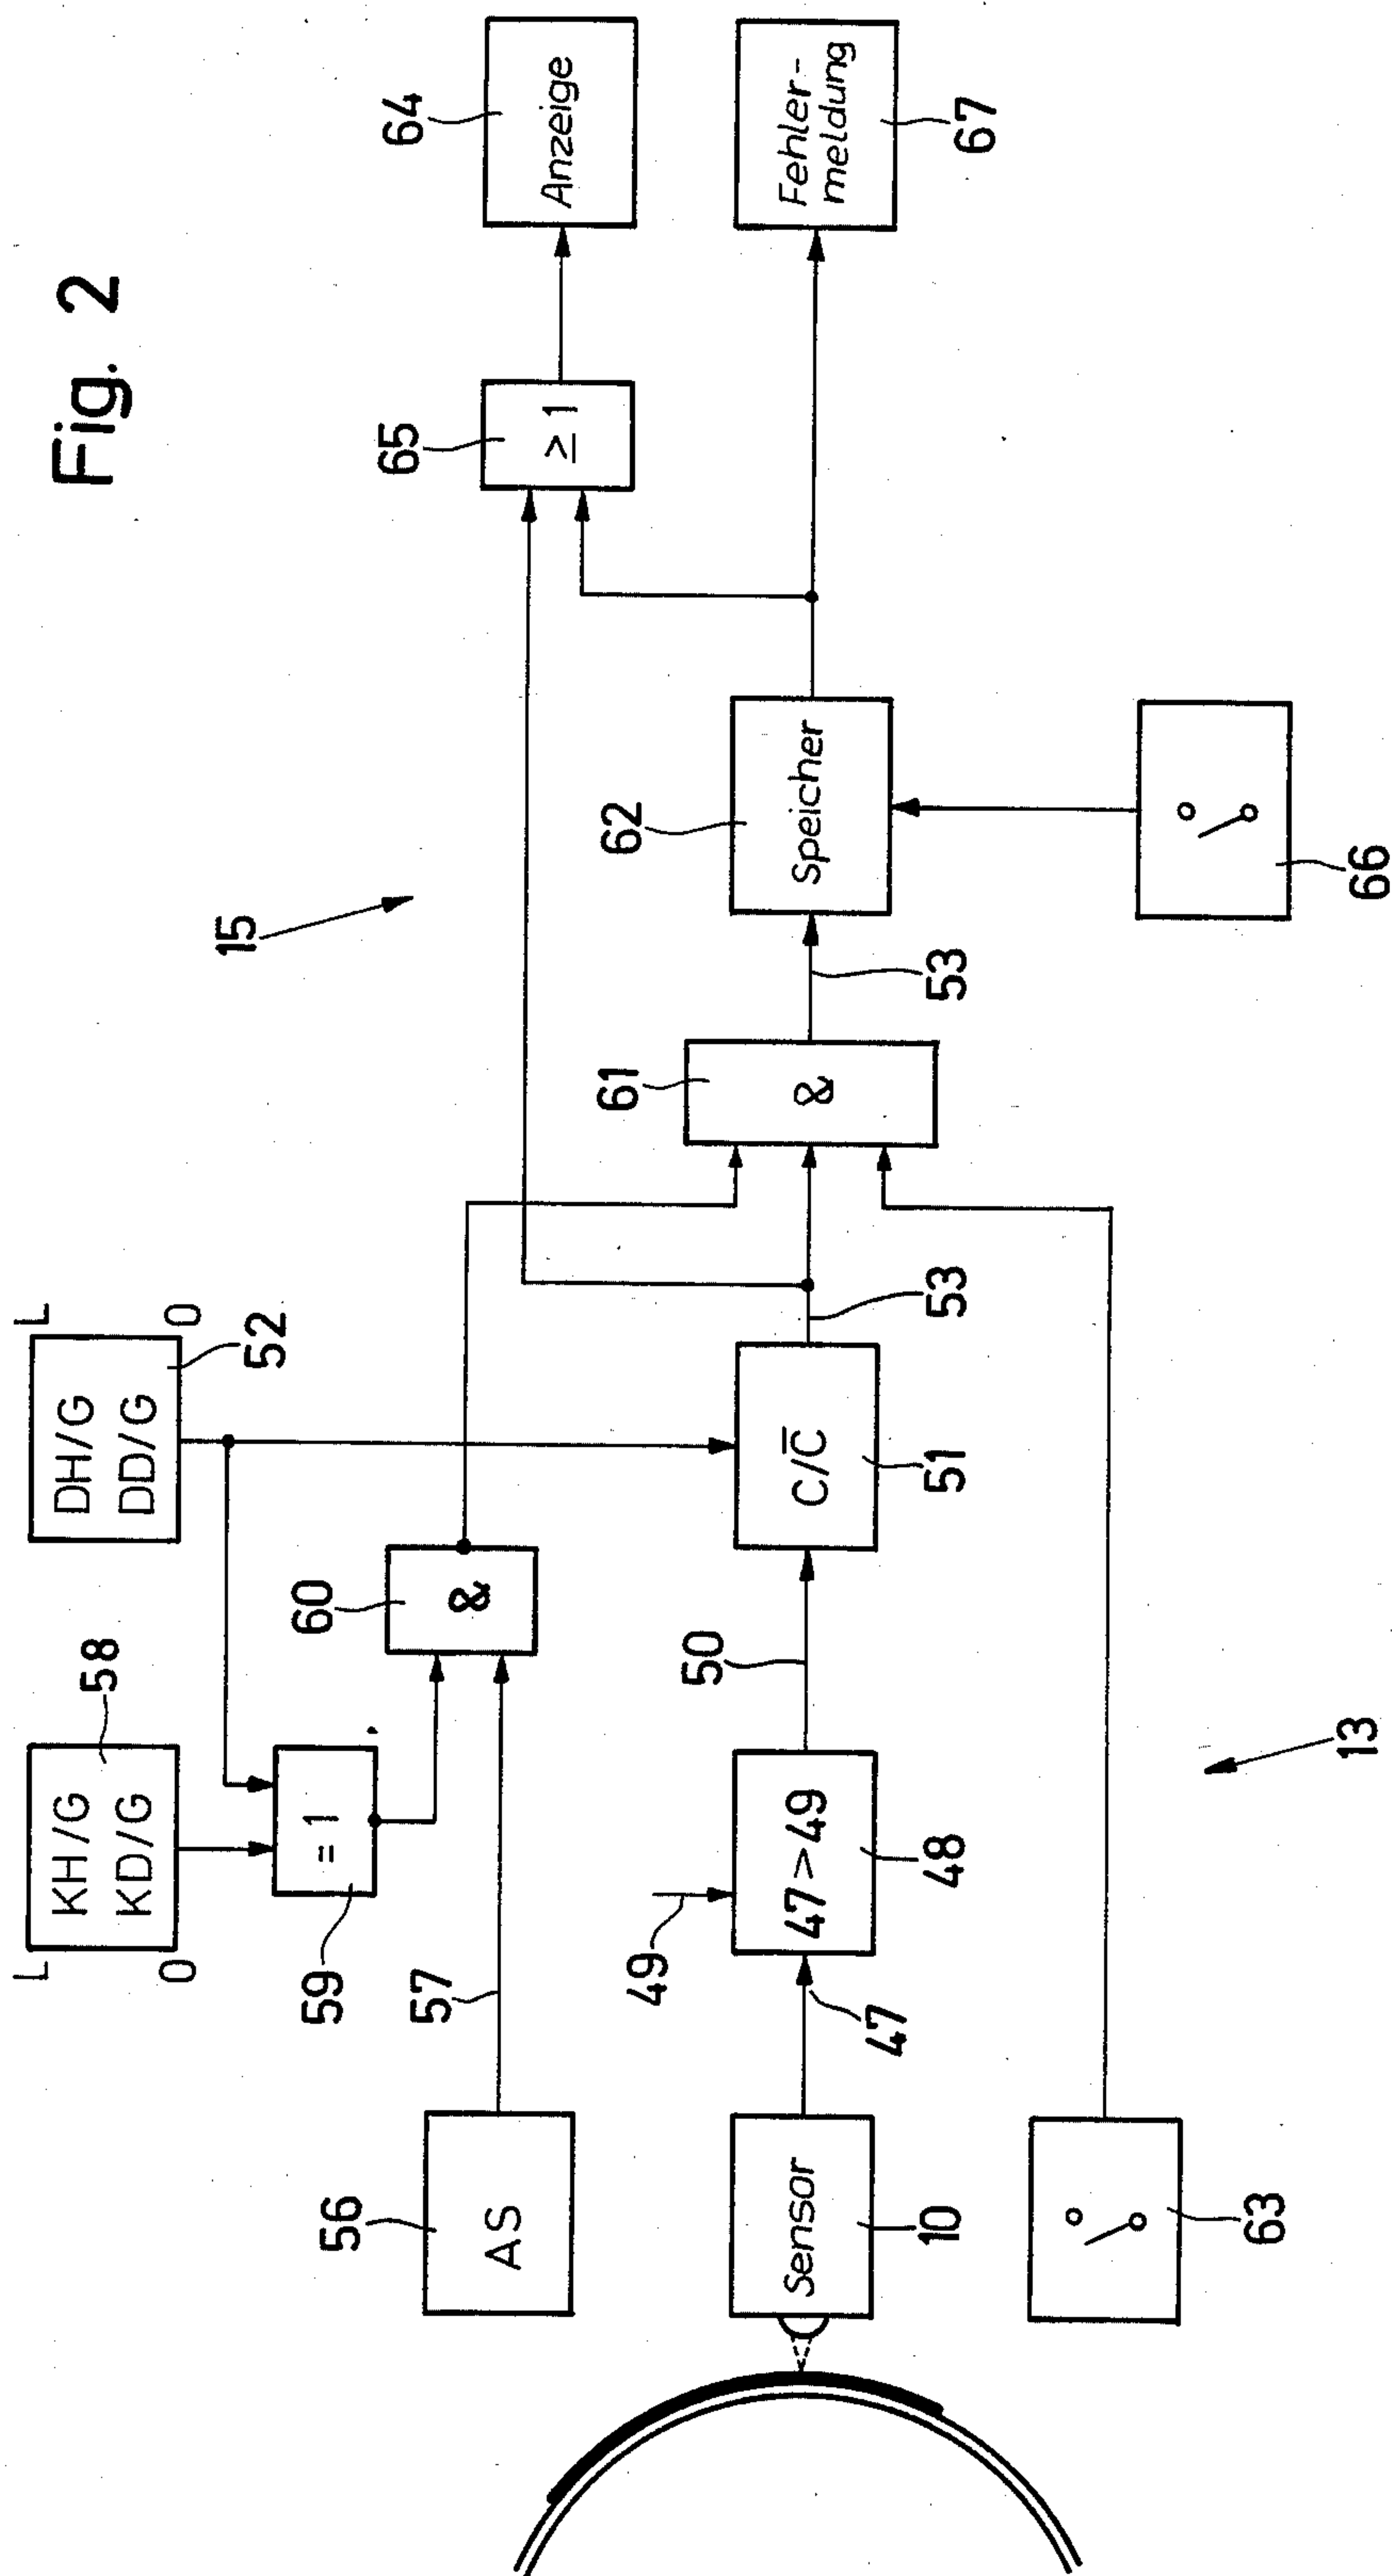 Fig. 2
L
KH/G
KD/G
O
58
L
DH/G
DD/G
O
52
= 1
59
60
&
15
65
≥ 1
64
Anzeige
56
AS
57
49
47
Sensor
10
47 > 49
48
50
C/C̅
51
53
61
&
53
62
Speicher
Fehler-
meldung
67
63
13
66